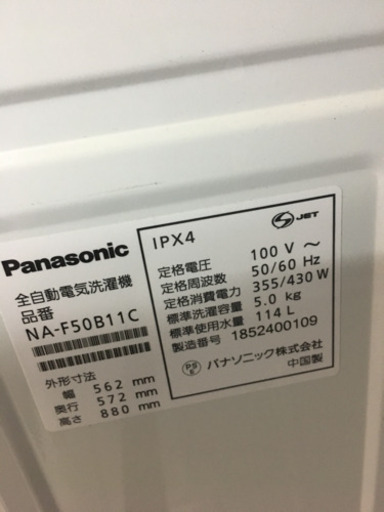 Panasonic
全自動電気洗濯機
品番
NA-F50B11C
外形寸法
幅 562 mm
奥行 572 mm
高さ 880 mm
IPX4
JET
定格電圧 100 V ～
定格周波数 50/60 Hz
定格消費電力 355/430 W
標準洗濯容量 5.0 kg
標準使用水量 114 L
製造番号 1852400109
PS E
パナソニック株式会社
中国製